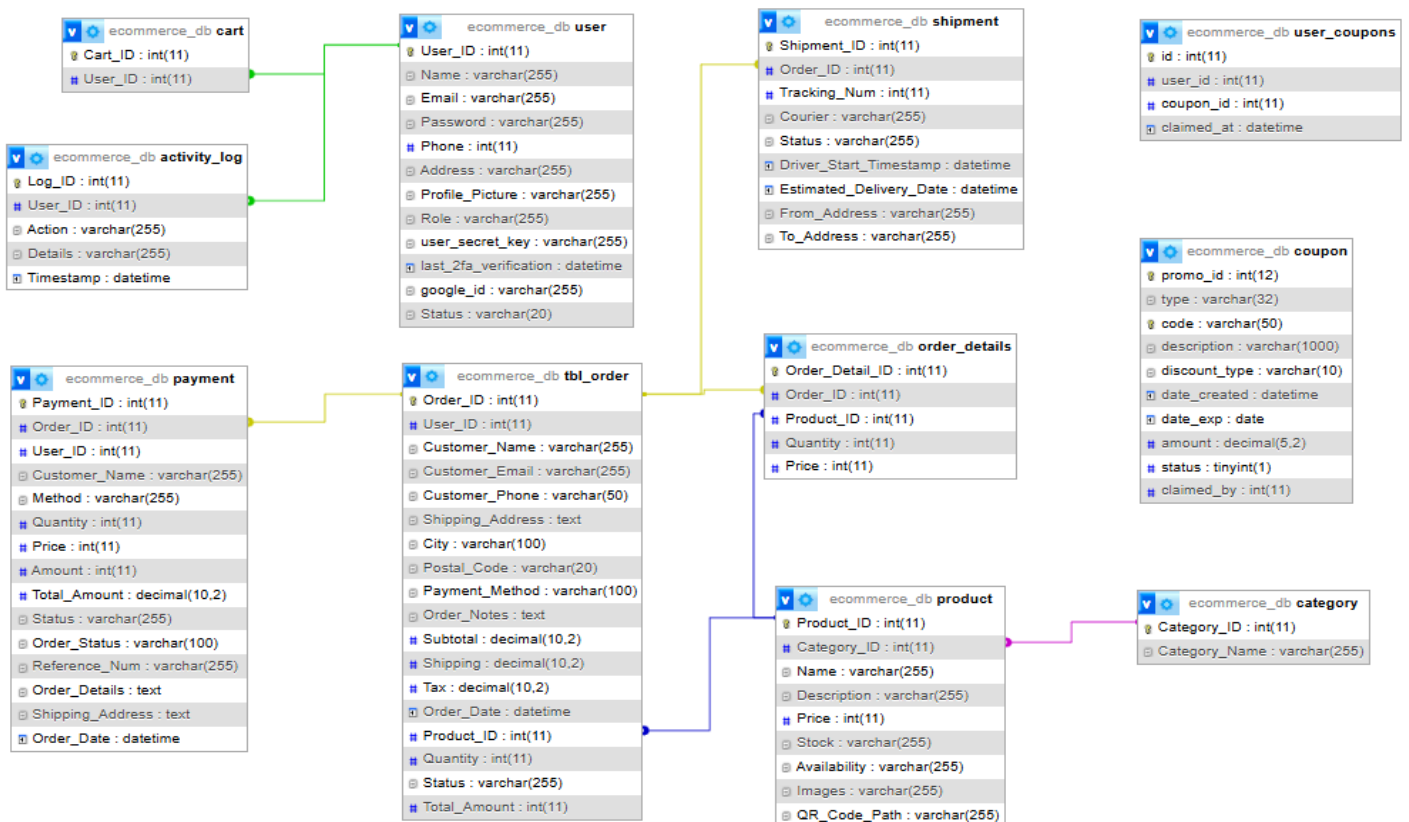 ecommerce_db cart
Cart_ID : int(11)
User_ID : int(11)
ecommerce_db activity_log
Log_ID : int(11)
User_ID : int(11)
Action : varchar(255)
Details : varchar(255)
Timestamp : datetime
ecommerce_db user
User_ID : int(11)
Name : varchar(255)
Email : varchar(255)
Password : varchar(255)
Phone : int(11)
Address : varchar(255)
Profile_Picture : varchar(255)
Role : varchar(255)
user_secret_key : varchar(255)
last_2fa_verification : datetime
google_id : varchar(255)
Status : varchar(20)
ecommerce_db shipment
Shipment_ID : int(11)
Order_ID : int(11)
Tracking_Num : int(11)
Courier : varchar(255)
Status : varchar(255)
Driver_Start_Timestamp : datetime
Estimated_Delivery_Date : datetime
From_Address : varchar(255)
To_Address : varchar(255)
ecommerce_db user_coupons
id : int(11)
user_id : int(11)
coupon_id : int(11)
claimed_at : datetime
ecommerce_db coupon
promo_id : int(12)
type : varchar(32)
code : varchar(50)
description : varchar(1000)
discount_type : varchar(10)
date_created : datetime
date_exp : date
amount : decimal(5,2)
status : tinyint(1)
claimed_by : int(11)
ecommerce_db payment
Payment_ID : int(11)
Order_ID : int(11)
User_ID : int(11)
Customer_Name : varchar(255)
Method : varchar(255)
Quantity : int(11)
Price : int(11)
Amount : int(11)
Total_Amount : decimal(10,2)
Status : varchar(255)
Order_Status : varchar(100)
Reference_Num : varchar(255)
Order_Details : text
Shipping_Address : text
Order_Date : datetime
ecommerce_db tbl_order
Order_ID : int(11)
User_ID : int(11)
Customer_Name : varchar(255)
Customer_Email : varchar(255)
Customer_Phone : varchar(50)
Shipping_Address : text
City : varchar(100)
Postal_Code : varchar(20)
Payment_Method : varchar(100)
Order_Notes : text
Subtotal : decimal(10,2)
Shipping : decimal(10,2)
Tax : decimal(10,2)
Order_Date : datetime
Product_ID : int(11)
Quantity : int(11)
Status : varchar(255)
Total_Amount : int(11)
ecommerce_db order_details
Order_Detail_ID : int(11)
Order_ID : int(11)
Product_ID : int(11)
Quantity : int(11)
Price : int(11)
ecommerce_db product
Product_ID : int(11)
Category_ID : int(11)
Name : varchar(255)
Description : varchar(255)
Price : int(11)
Stock : varchar(255)
Availability : varchar(255)
Images : varchar(255)
QR_Code_Path : varchar(255)
ecommerce_db category
Category_ID : int(11)
Category_Name : varchar(255)